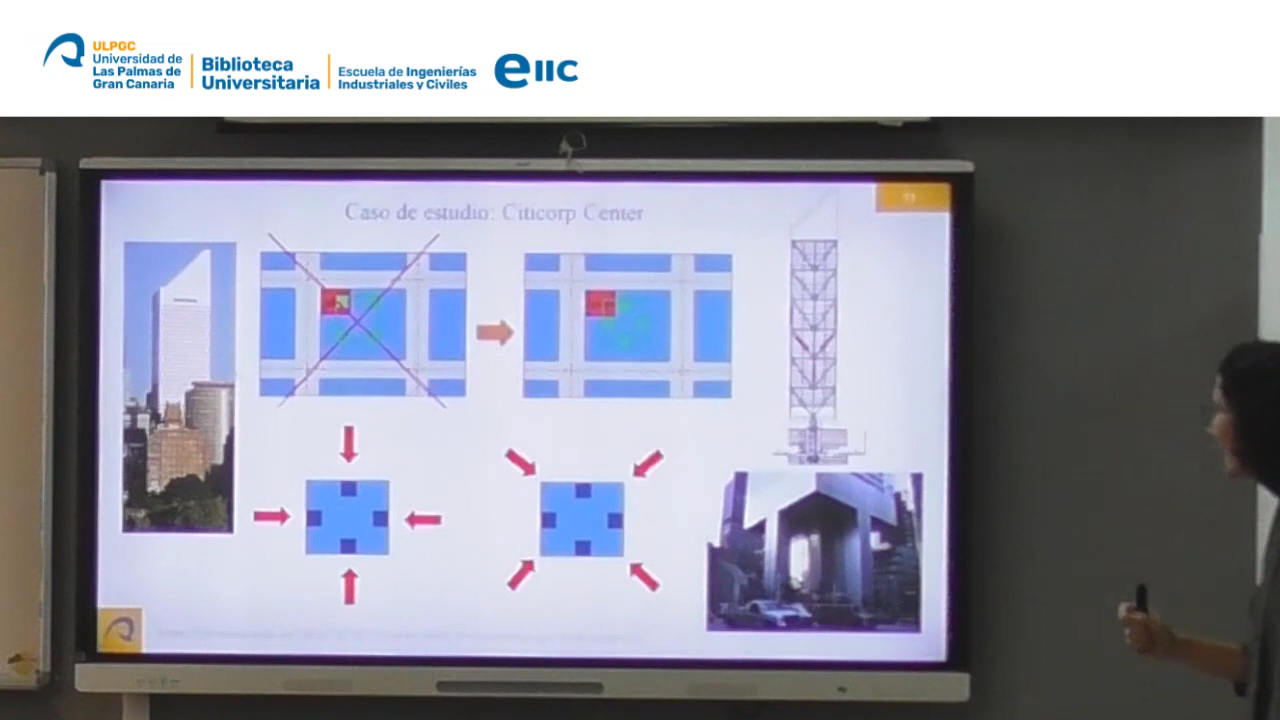 ULPGC
Universidad de
Las Palmas de
Gran Canaria
Biblioteca
Universitaria
Escuela de Ingenierías
Industriales y Civiles
eiic
Caso de estudio: Citicorp Center